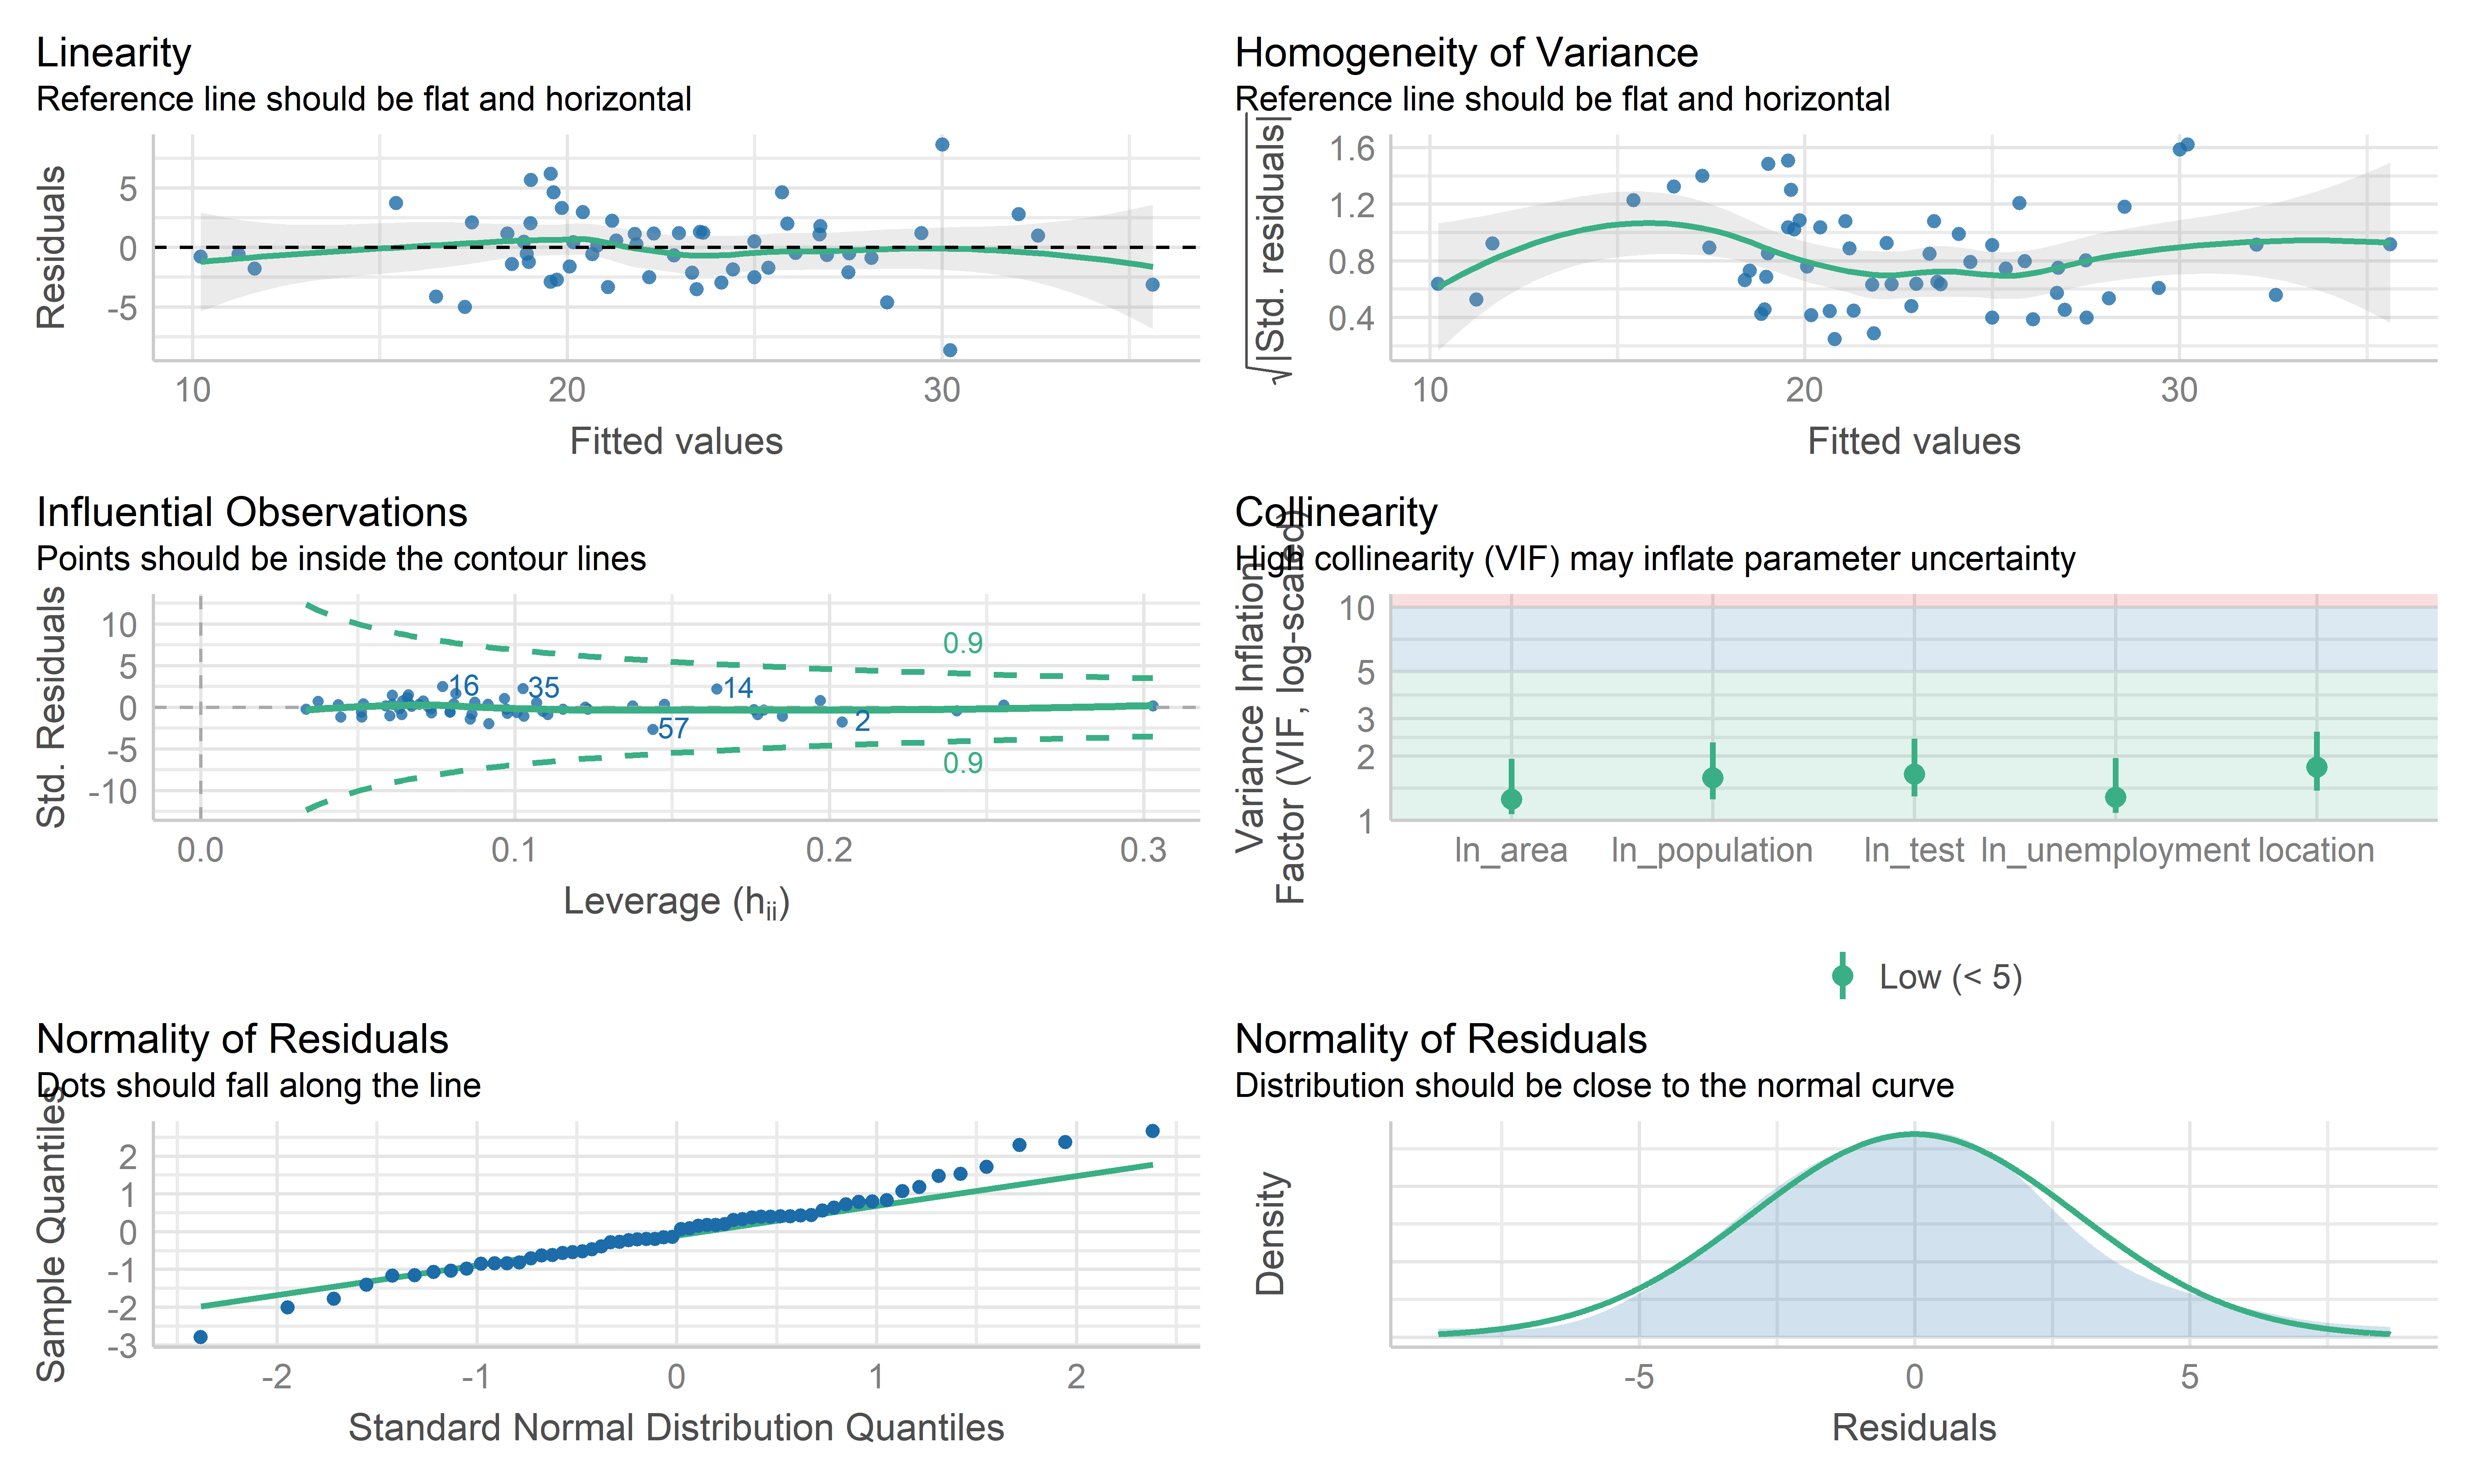 Linearity
Reference line should be flat and horizontal
Residuals
5
0
-5
10
20
30
Fitted values
Homogeneity of Variance
Reference line should be flat and horizontal
√|Std. residuals|
1.6
1.2
0.8
0.4
10
20
30
Fitted values
Influential Observations
Points should be inside the contour lines
Std. Residuals
10
5
0
-5
-10
0.9
16
35
14
57
2
0.9
0.0
0.1
0.2
0.3
Leverage (hii)
Collinearity
High collinearity (VIF) may inflate parameter uncertainty
Variance Inflation
Factor (VIF, log-scaled)
10
5
3
2
1
ln_area
ln_population
ln_test
ln_unemployment
location
Low (< 5)
Normality of Residuals
Dots should fall along the line
Sample Quantiles
2
1
0
-1
-2
-3
-2
-1
0
1
2
Standard Normal Distribution Quantiles
Normality of Residuals
Distribution should be close to the normal curve
Density
-5
0
5
Residuals